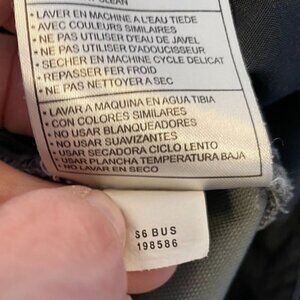 CLEAN
• LAVER EN MACHINE A L'EAU TIEDE
• AVEC COULEURS SIMILAIRES
• NE PAS UTILISER D'EAU DE JAVEL
• NE PAS UTILISER D'ADOUCISSEUR
• SECHER EN MACHINE CYCLE DELICAT
• REPASSER FER FROID
• NE PAS NETTOYER A SEC
• LAVAR A MAQUINA EN AGUA TIBIA
• CON COLORES SIMILARES
• NO USAR BLANQUEADORES
• NO USAR SUAVIZANTES
• USAR SECADORA CICLO LENTO
• USAR PLANCHA TEMPERATURA BAJA
• NO LAVAR EN SECO
S6 BUS
198586